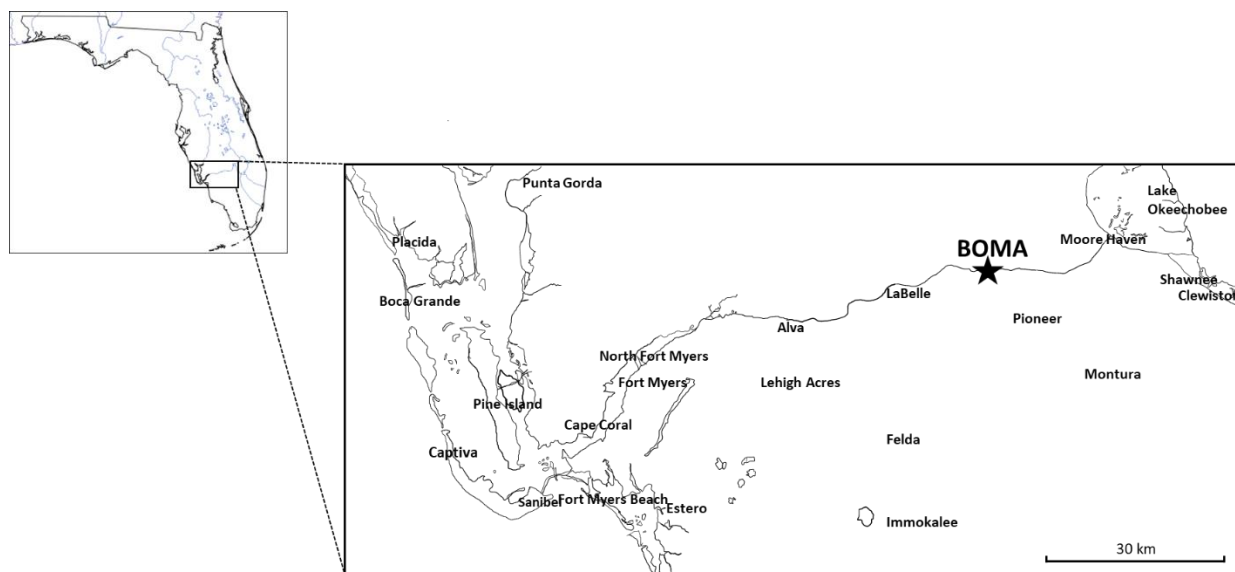 Punta Gorda
Lake
Okeechobee
Placida
Moore Haven
BOMA
Shawnee
Clewiston
Boca Grande
LaBelle
Pioneer
Alva
North Fort Myers
Fort Myers
Lehigh Acres
Montura
Pine Island
Cape Coral
Felda
Captiva
Sanibel
Fort Myers Beach
Estero
Immokalee
30 km